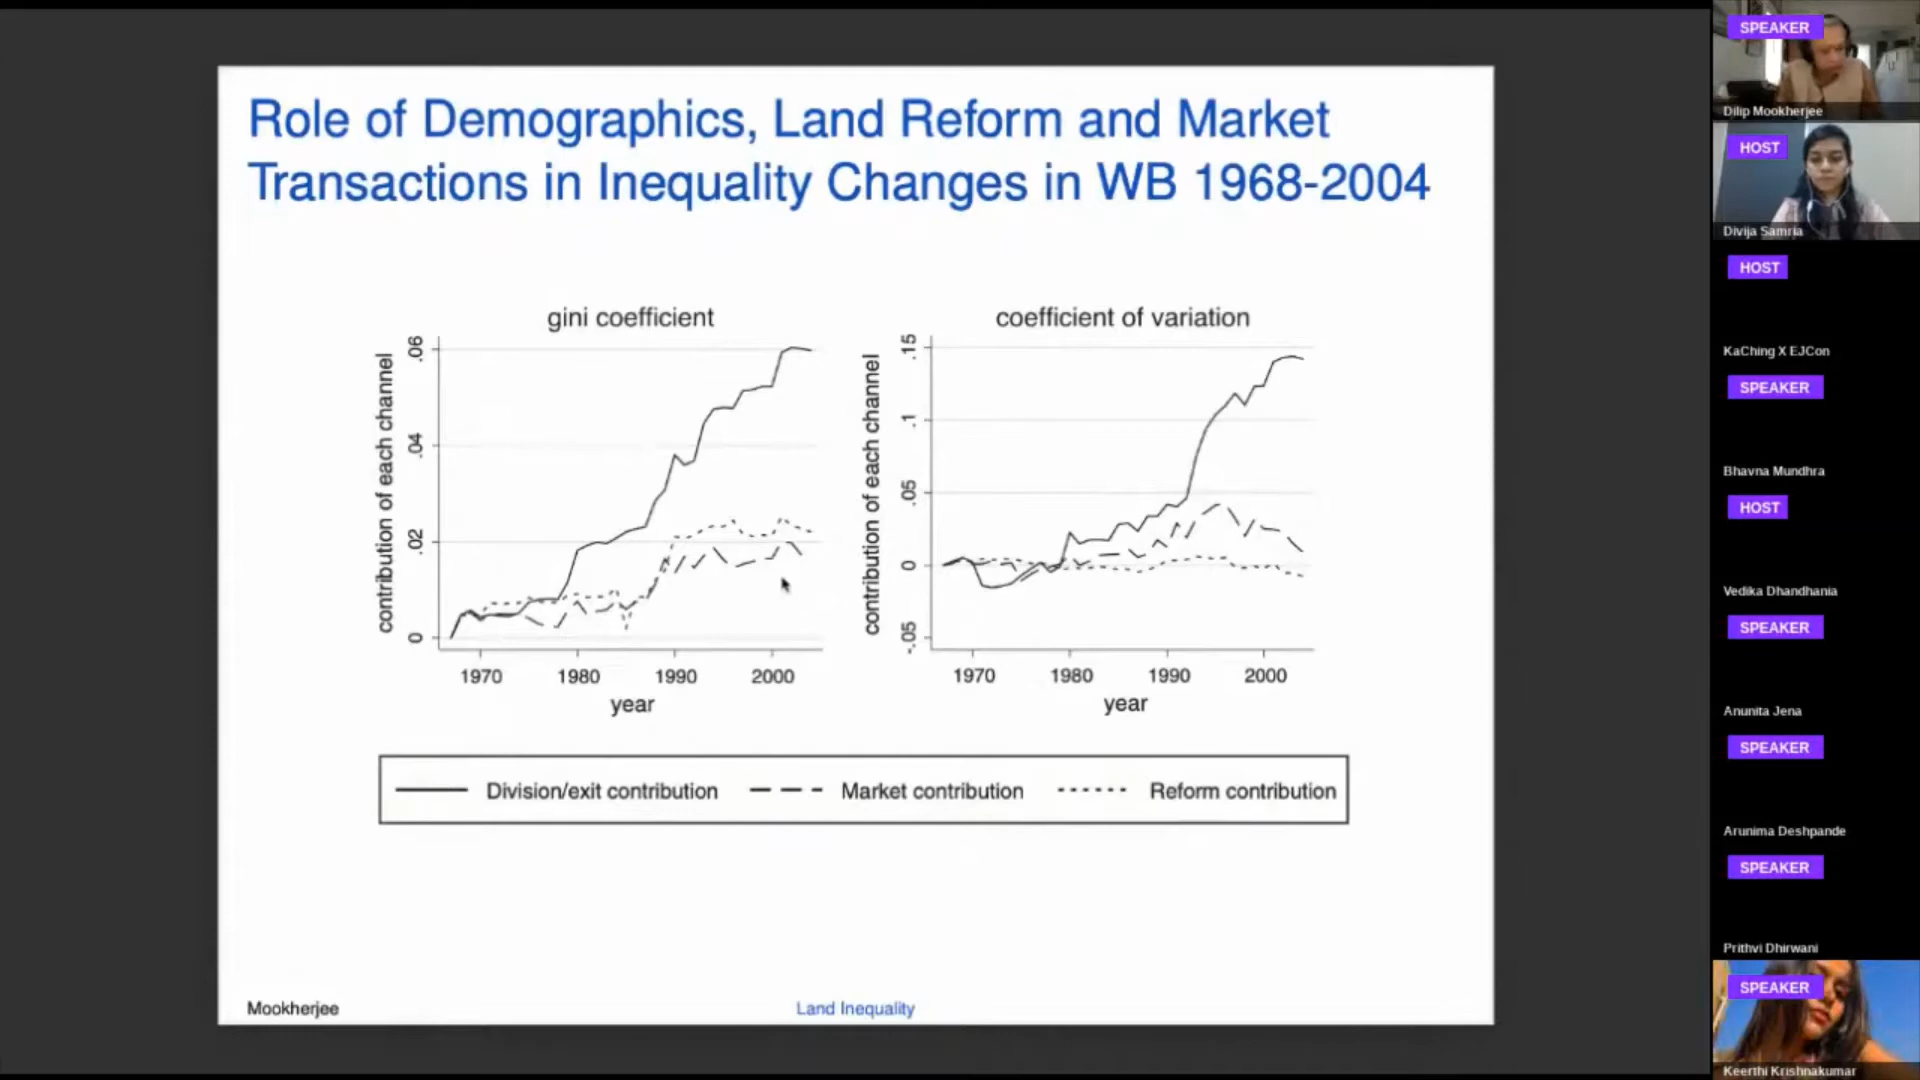 Role of Demographics, Land Reform and Market
Transactions in Inequality Changes in WB 1968-2004
gini coefficient
contribution of each channel
.06
.04
.02
0
1970 1980 1990 2000
year
coefficient of variation
contribution of each channel
.15
.1
.05
0
-.05
1970 1980 1990 2000
year
Division/exit contribution Market contribution Reform contribution
Mookherjee
Land Inequality
SPEAKER
Dilip Mookherjee
HOST
Divija Samria
HOST
KaChing X EJCon
SPEAKER
Bhavna Mundhra
HOST
Vedika Dhandhania
SPEAKER
Anunita Jena
SPEAKER
Arunima Deshpande
SPEAKER
Prithvi Dhirwani
SPEAKER
Keerthi Krishnakumar